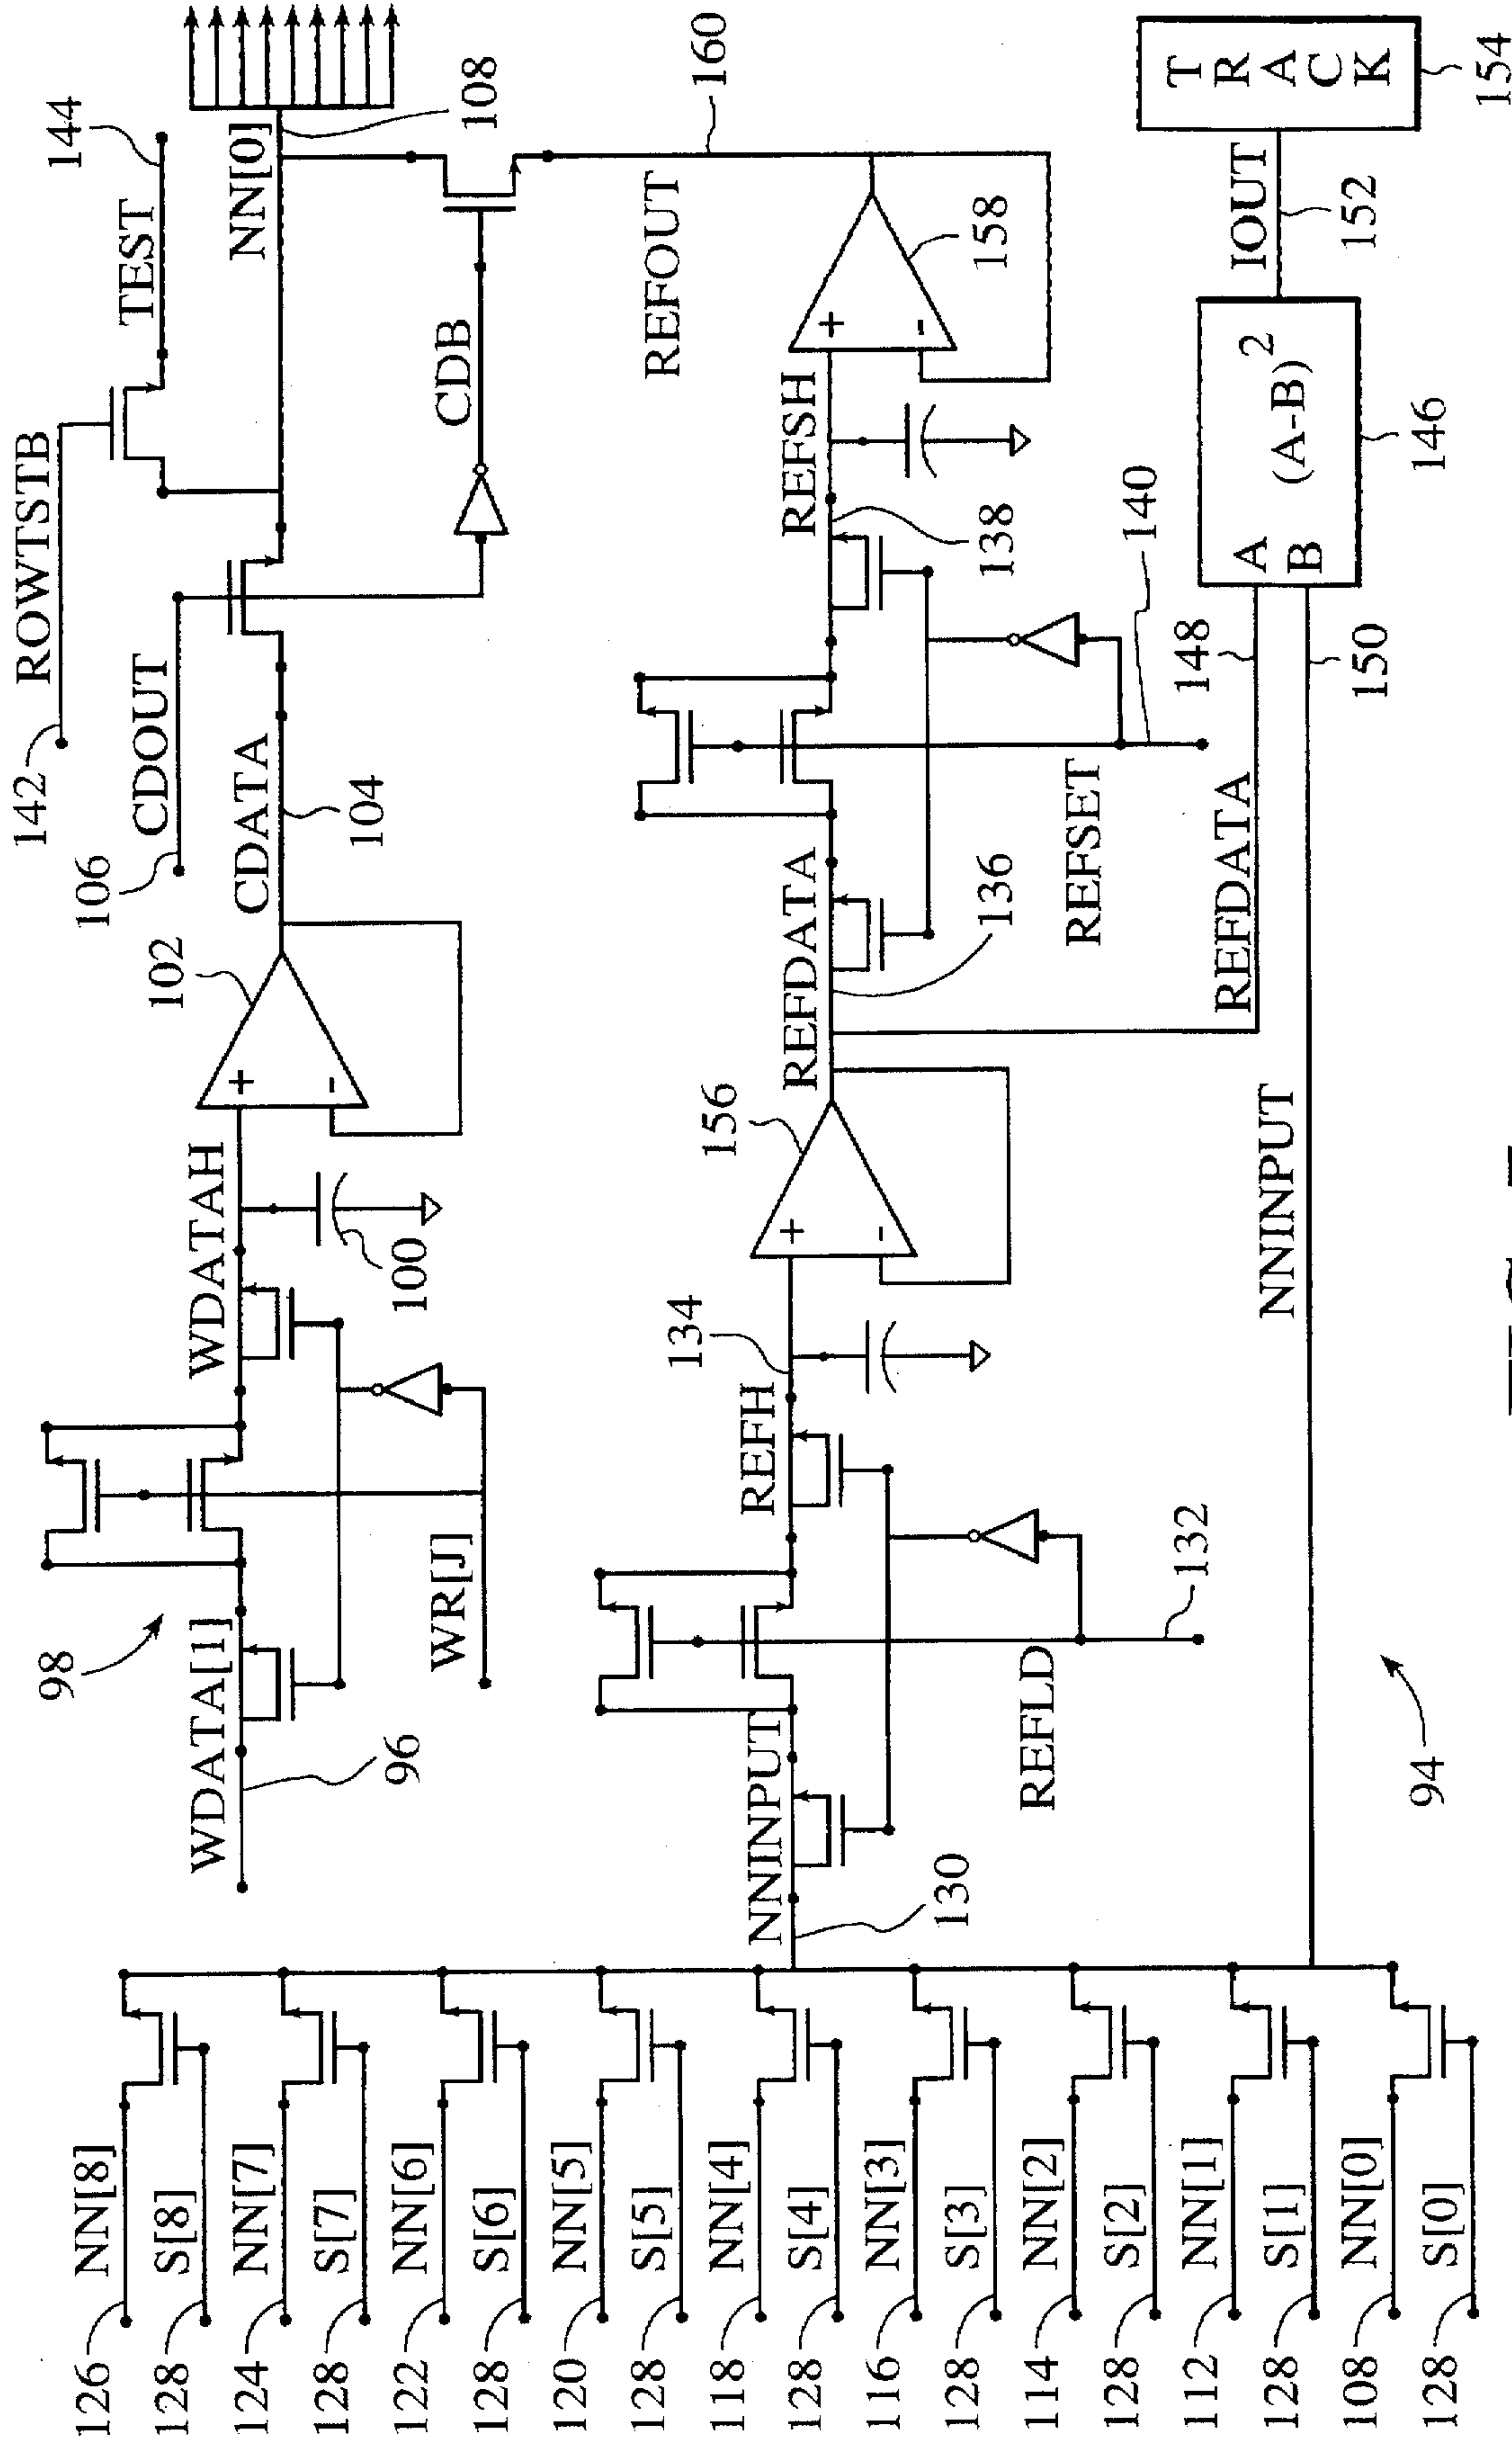 142
ROWTSTB
TEST
144
106
CDOUT
NN[0]
108
98
WDATA[1]
96
WR[J]
WDATAH
100
102
CDATA
104
CDB
REFOUT
160
126
NN[8]
128
S[8]
124
NN[7]
128
S[7]
122
NN[6]
128
S[6]
120
NN[5]
128
S[5]
118
NN[4]
128
S[4]
116
NN[3]
128
S[3]
114
NN[2]
128
S[2]
112
NN[1]
128
S[1]
108
NN[0]
128
S[0]
NNINPUT
130
REFLD
132
REFH
134
+
-
156
REFDATA
136
REFSET
140
REFSH
138
+
-
158
+
-
NNINPUT
REFDATA
148
150
A
B
(A-B)2
146
IOUT
152
TRACK
154
94